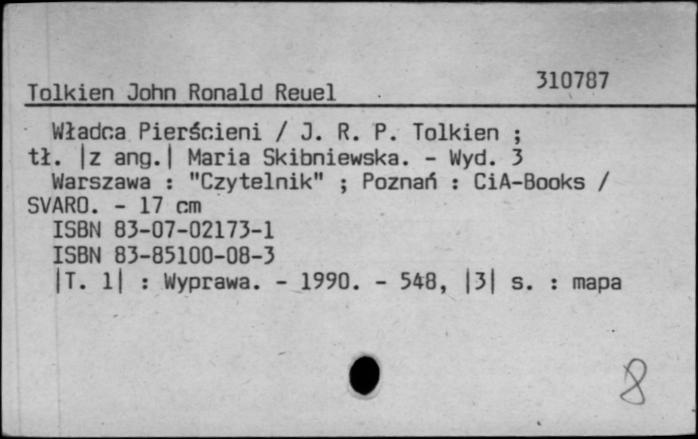 310787
Tolkien John Ronald Reuel
Władca Pierścieni / J. R. P. Tolkien ;
tł. |z ang.| Maria Skibniewska. - Wyd. 3
Warszawa : "Czytelnik" ; Poznań : CiA-Books /
SVARO. - 17 cm
ISBN 83-07-02173-1
ISBN 83-85100-08-3
|T. 1| : Wyprawa. - 1990. - 548, |3| s. : mapa
8